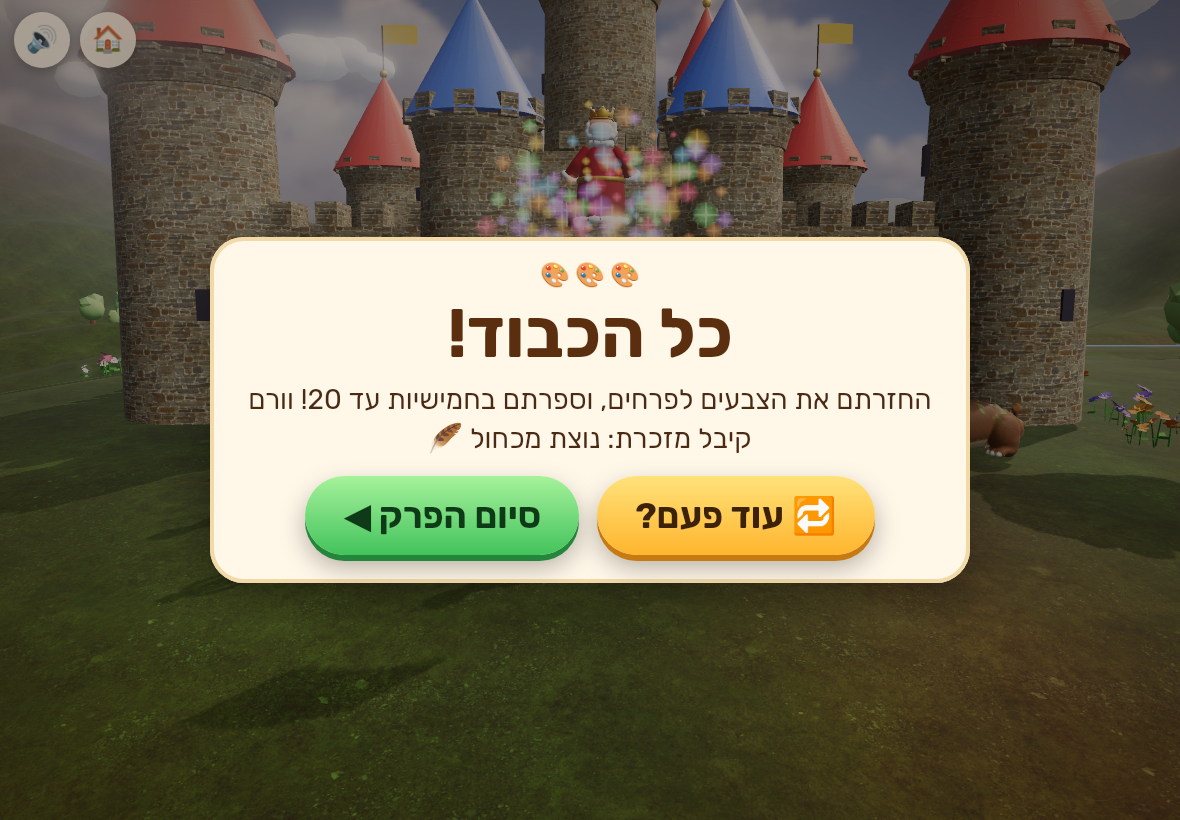 כל הכבוד!
החזרתם את הצבעים לפרחים, וספרתם בחמישיות עד 20! וורם
קיבל מזכרת: נוצת מכחול
עוד פעם?
סיום הפרק